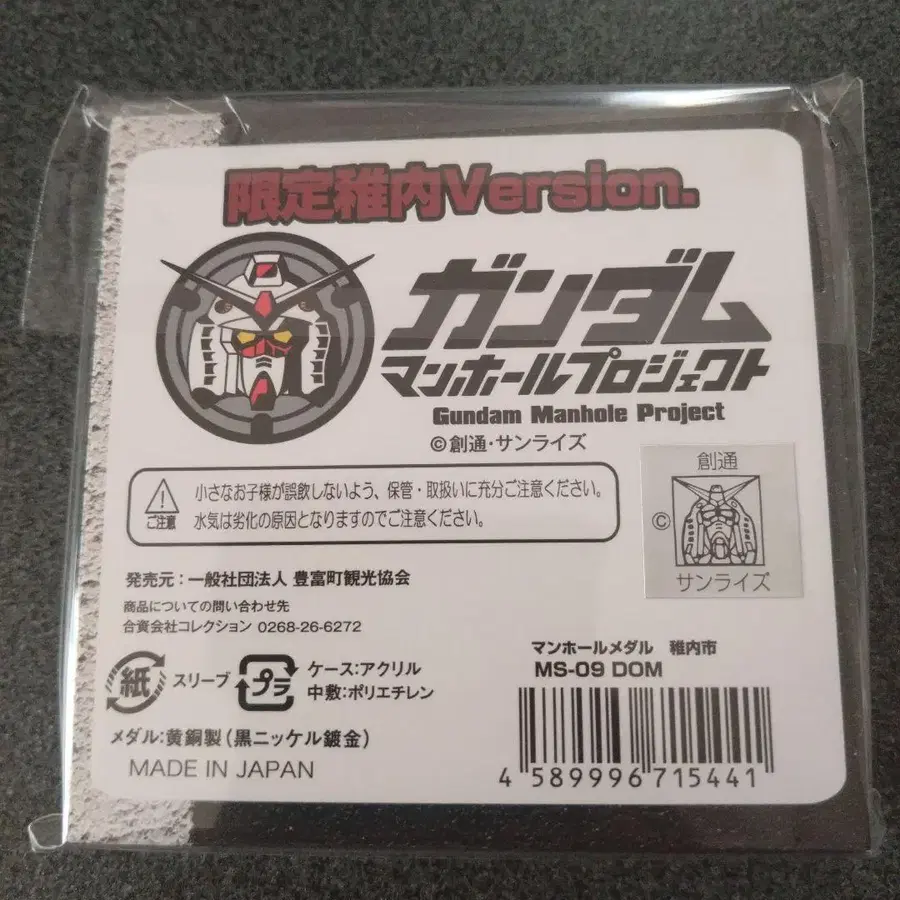 限定稚内Version.
ガンダム
マンホールプロジェクト
Gundam Manhole Project
©創通・サンライズ
創通
©
サンライズ
ご注意
小さなお子様が誤飲しないよう、保管・取扱いに充分ご注意ください。
水気は劣化の原因となりますのでご注意ください。
発売元：一般社団法人 豊富町観光協会
商品についての問い合わせ先
合資会社コレクション 0268-26-6272
紙 スリーブ
プラ ケース:アクリル
中敷:ポリエチレン
メダル:黄銅製(黒ニッケル鍍金)
MADE IN JAPAN
マンホールメダル 稚内市
MS-09 DOM
4 589996 715441